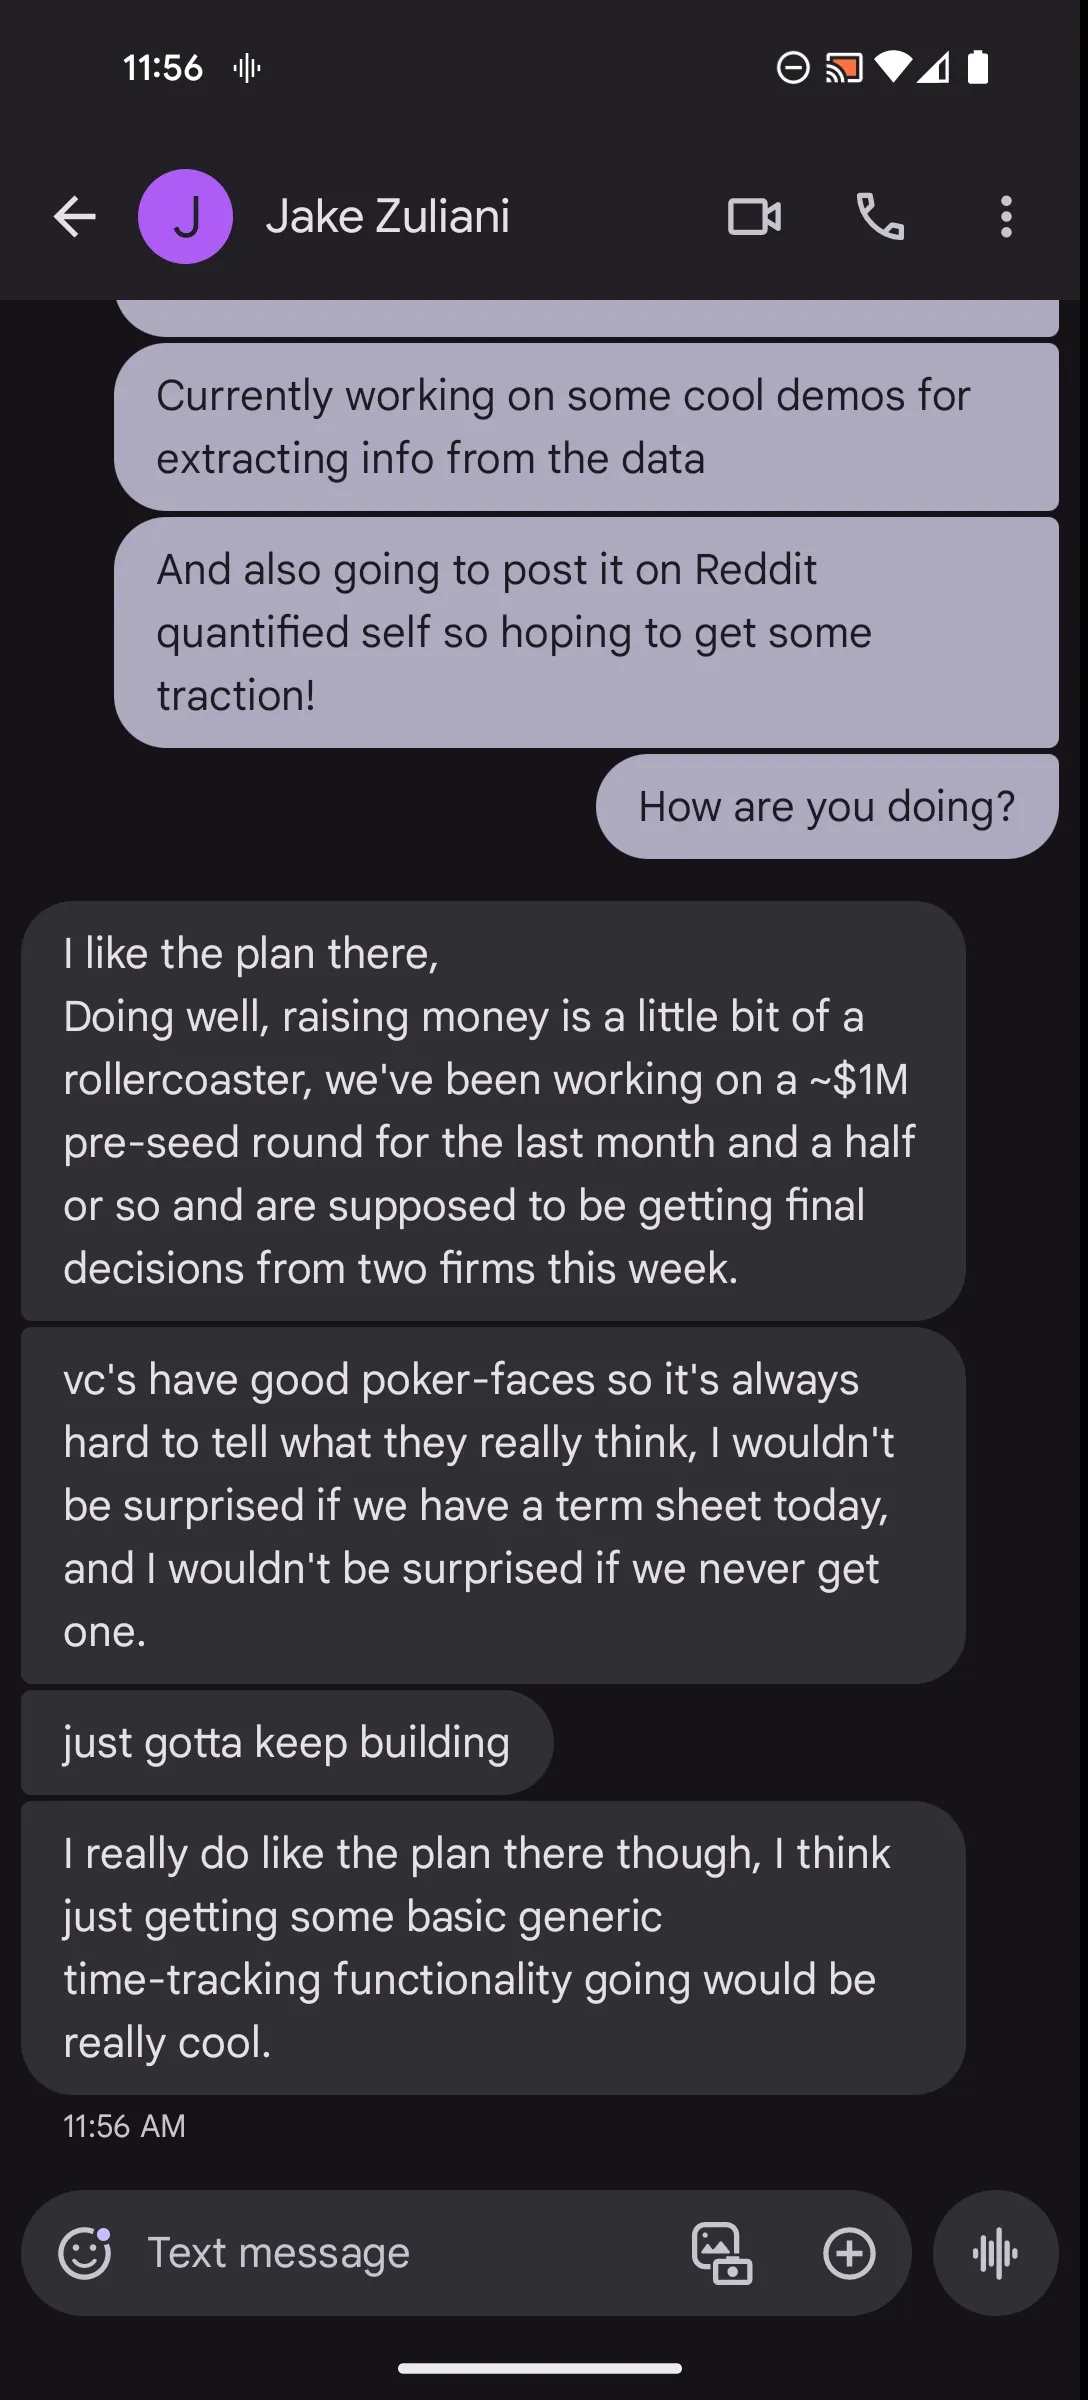 11:56
J
Jake Zuliani
Currently working on some cool demos for
extracting info from the data
And also going to post it on Reddit
quantified self so hoping to get some
traction!
How are you doing?
I like the plan there,
Doing well, raising money is a little bit of a
rollercoaster, we've been working on a ~$1M
pre-seed round for the last month and a half
or so and are supposed to be getting final
decisions from two firms this week.
vc's have good poker-faces so it's always
hard to tell what they really think, I wouldn't
be surprised if we have a term sheet today,
and I wouldn't be surprised if we never get
one.
just gotta keep building
I really do like the plan there though, I think
just getting some basic generic
time-tracking functionality going would be
really cool.
11:56 AM
Text message